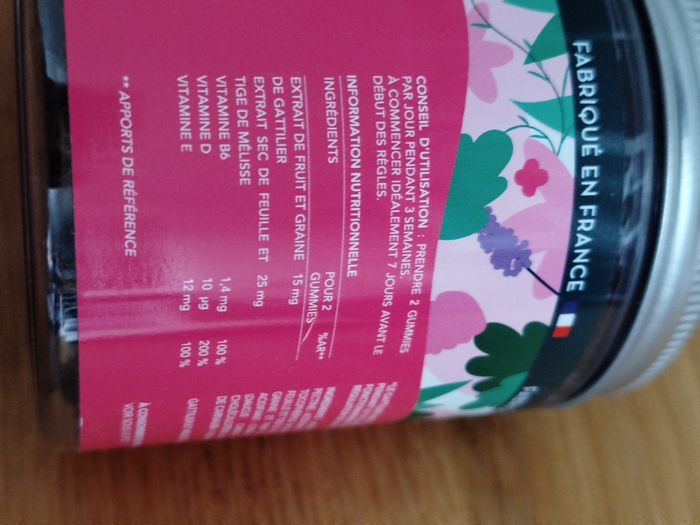 FABRIQUÉ EN FRANCE
CONSEIL D'UTILISATION : PRENDRE 2 GUMMIES
PAR JOUR PENDANT 3 SEMAINES.
À COMMENCER IDÉALEMENT 7 JOURS AVANT LE
DÉBUT DES RÈGLES.
INFORMATION NUTRITIONNELLE
INGRÉDIENTS POUR 2 GUMMIES %AR**
EXTRAIT DE FRUIT ET GRAINE 15 mg
DE GATTILIER
EXTRAIT SEC DE FEUILLE ET 25 mg
TIGE DE MÉLISSE
VITAMINE B6 1,4 mg 100 %
VITAMINE D 10 µg 200 %
VITAMINE E 12 mg 100 %
** APPORTS DE RÉFÉRENCE